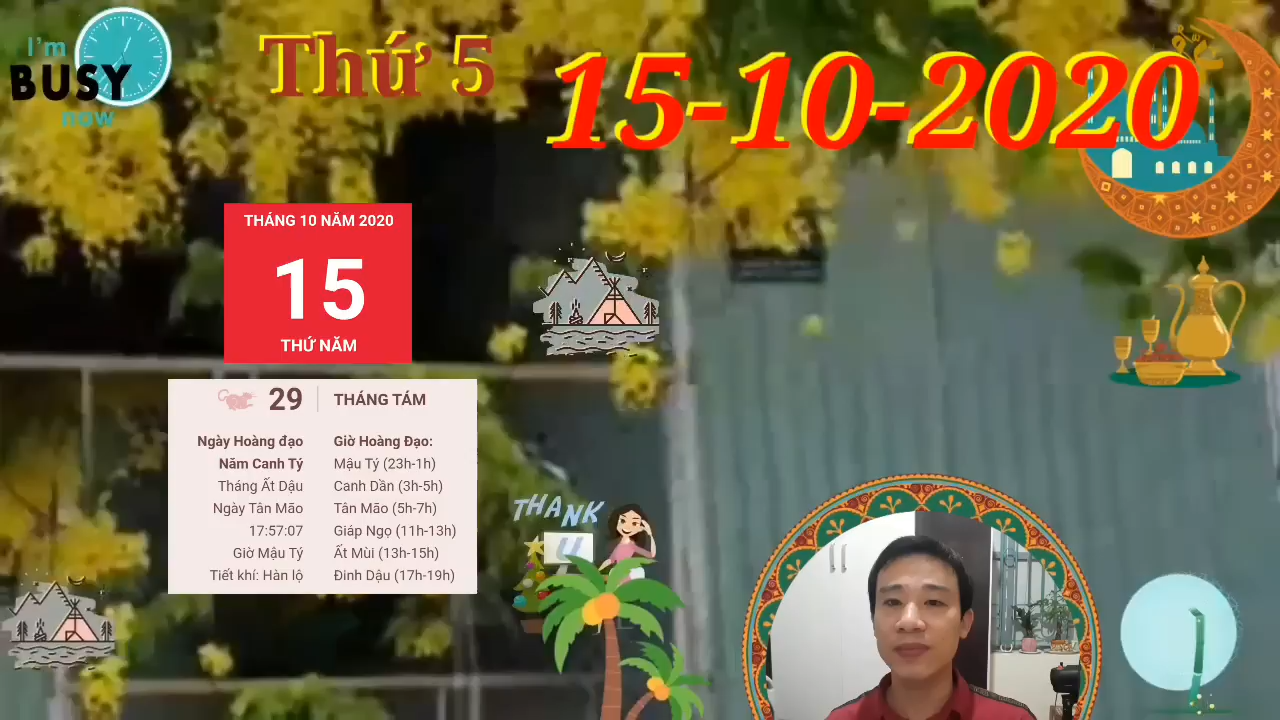 I'm
BUSY
now
Thứ 5
15-10-2020
THÁNG 10 NĂM 2020
15
THỨ NĂM
29
THÁNG TÁM
Ngày Hoàng đạo
Năm Canh Tý
Tháng Ất Dậu
Ngày Tân Mão
17:57:07
Giờ Mậu Tý
Tiết khí: Hàn lộ
Giờ Hoàng Đạo:
Mậu Tý (23h-1h)
Canh Dần (3h-5h)
Tân Mão (5h-7h)
Giáp Ngọ (11h-13h)
Ất Mùi (13h-15h)
Đinh Dậu (17h-19h)
THANK
U